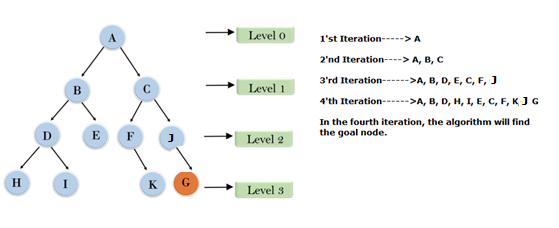 A
Level 0
B
C
Level 1
D
E
F
J
Level 2
H
I
K
G
Level 3
1'st Iteration-----> A
2'nd Iteration----> A, B, C
3'rd Iteration------>A, B, D, E, C, F, J
4'th Iteration------>A, B, D, H, I, E, C, F, K J G
In the fourth iteration, the algorithm will find
the goal node.